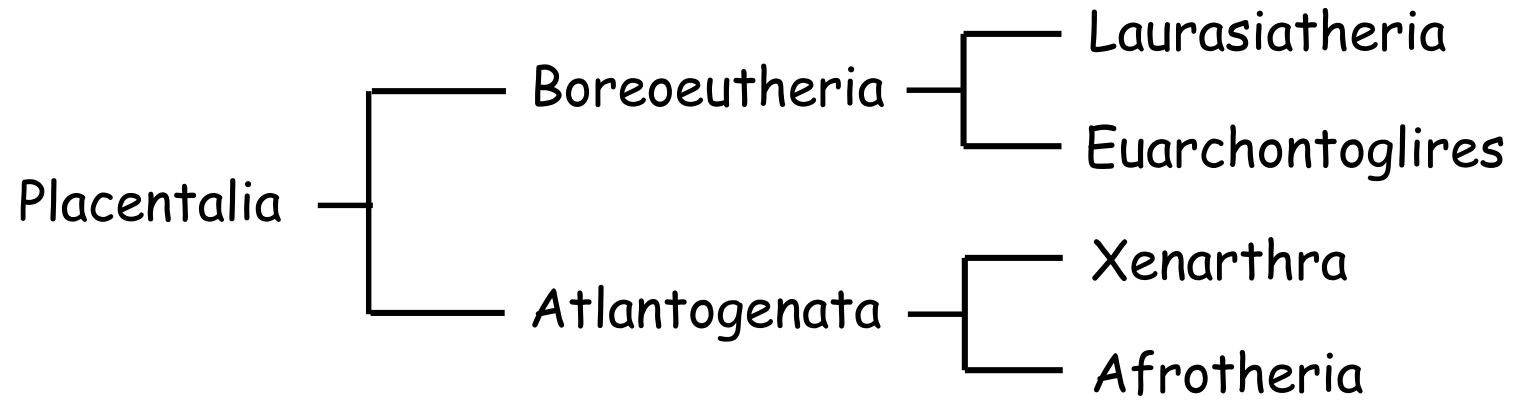 Laurasiatheria
Boreoeutheria
Euarchontoglires
Placentalia
Xenarthra
Atlantogenata
Afrotheria